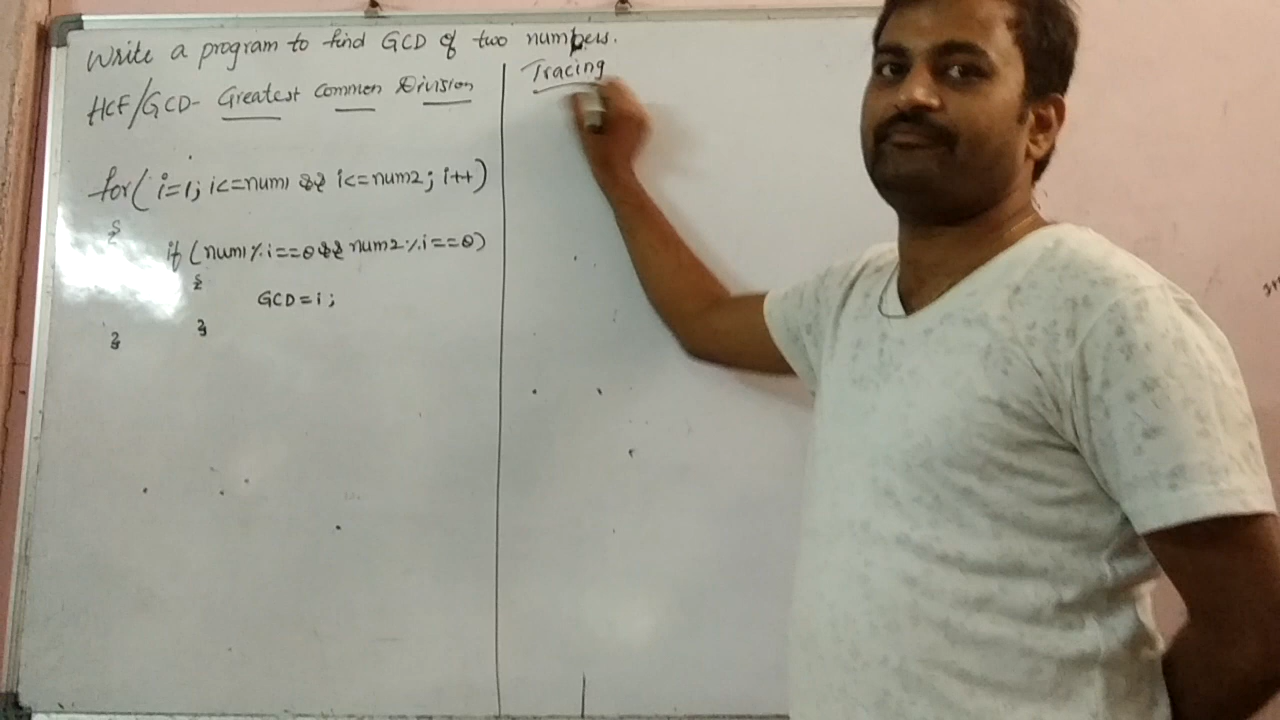 Write a program to find GCD of two numbers.
HCF/GCD- Greatest Common Division
for( i=1; i<=num1 && i<=num2; i++)
{
if (num1%i==0 && num2%i==0)
{
GCD=i;
}
}
Tracing